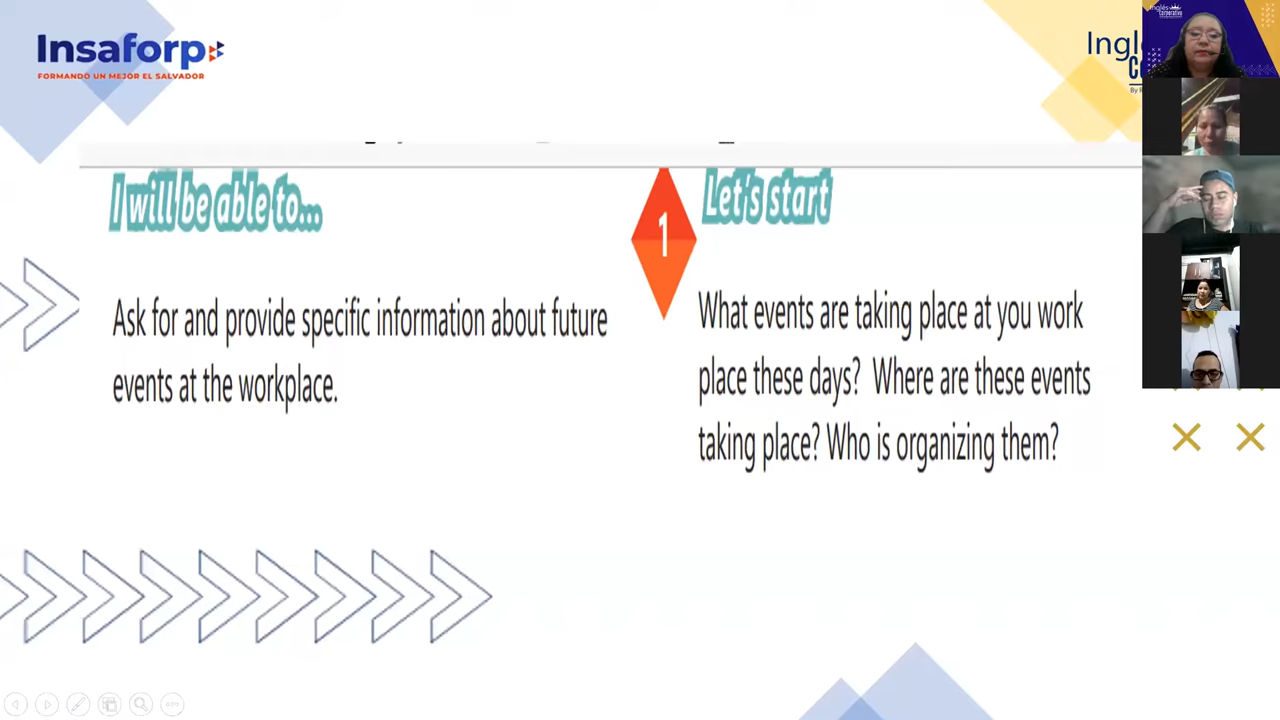 Insaforp
FORMANDO UN MEJOR EL SALVADOR
Inglés
Corporativo
I will be able to...
Ask for and provide specific information about future
events at the workplace.
1
Let's start
What events are taking place at you work
place these days? Where are these events
taking place? Who is organizing them?